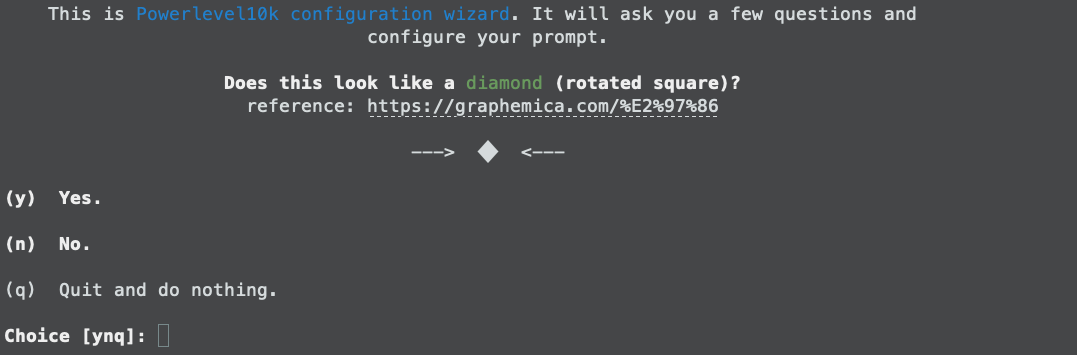 This is Powerlevel10k configuration wizard. It will ask you a few questions and
configure your prompt.
Does this look like a diamond (rotated square)?
reference: https://graphemica.com/%E2%97%86
---> ◆ <---
(y) Yes.
(n) No.
(q) Quit and do nothing.
Choice [ynq]: